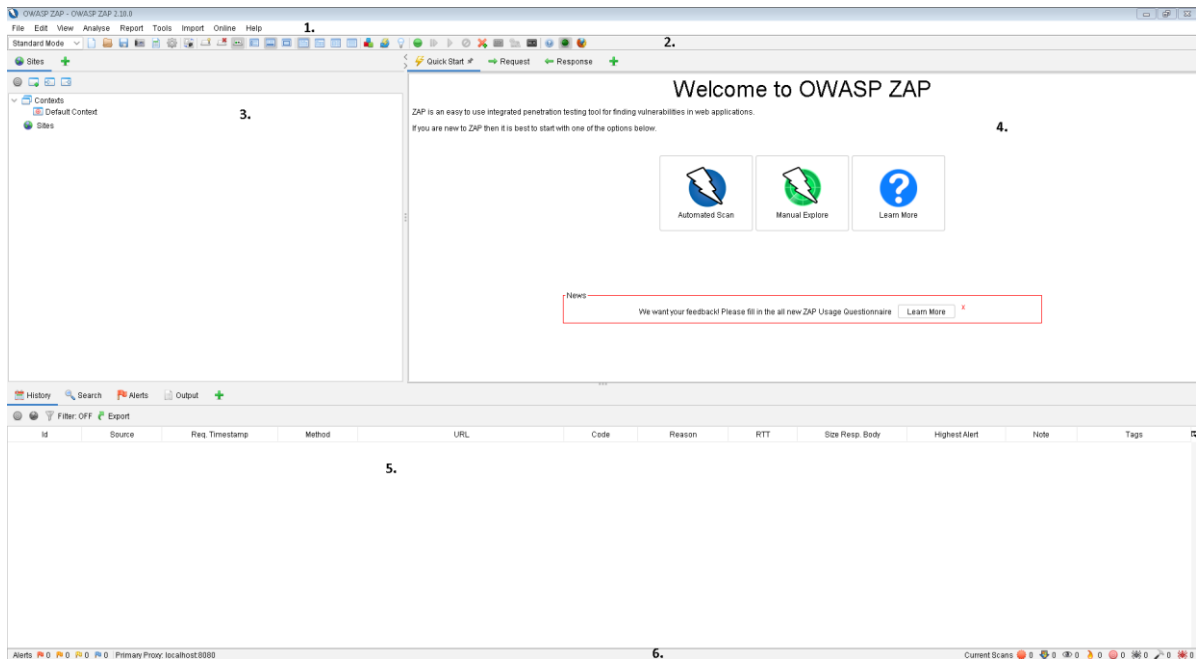 OWASP ZAP - OWASP ZAP 2.10.0
File Edit View Analyse Report Tools Import Online Help
1.
Standard Mode
2.
Sites
Quick Start Request Response
Contexts
Default Context
Sites
3.
Welcome to OWASP ZAP
ZAP is an easy to use integrated penetration testing tool for finding vulnerabilities in web applications.
If you are new to ZAP then it is best to start with one of the options below.
4.
Automated Scan
Manual Explore
Learn More
News
We want your feedback! Please fill in the all new ZAP Usage Questionnaire Learn More x
History Search Alerts Output
Filter: OFF Export
Id Source Req. Timestamp Method URL Code Reason RTT Size Resp. Body Highest Alert Note Tags
5.
Alerts 0 0 0 0 Primary Proxy: localhost:8080
6.
Current Scans 0 0 0 0 0 0 0 0